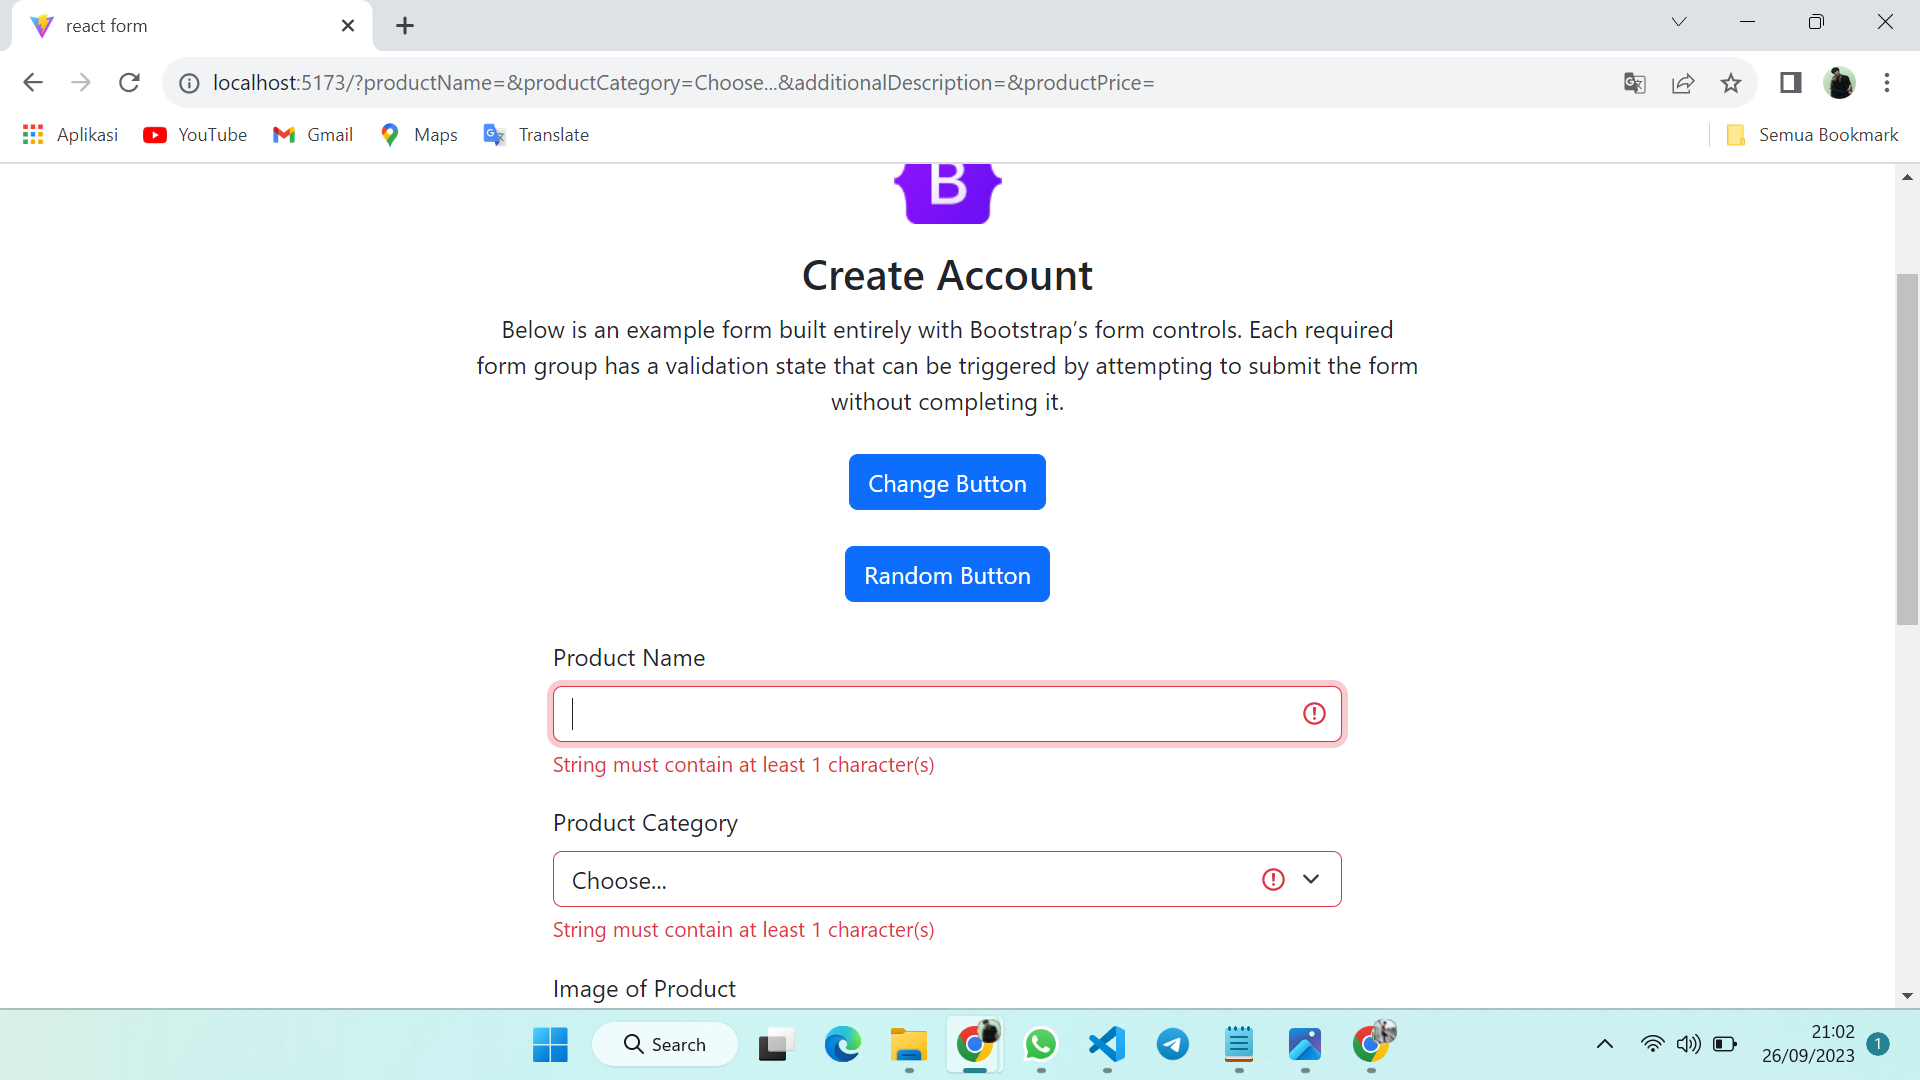 react form
localhost:5173/?productName=&productCategory=Choose...&additionalDescription=&productPrice=
Aplikasi YouTube Gmail Maps Translate Semua Bookmark
B
Create Account
Below is an example form built entirely with Bootstrap’s form controls. Each required
form group has a validation state that can be triggered by attempting to submit the form
without completing it.
Change Button
Random Button
Product Name
String must contain at least 1 character(s)
Product Category
Choose...
String must contain at least 1 character(s)
Image of Product
Search
21:02
26/09/2023
1